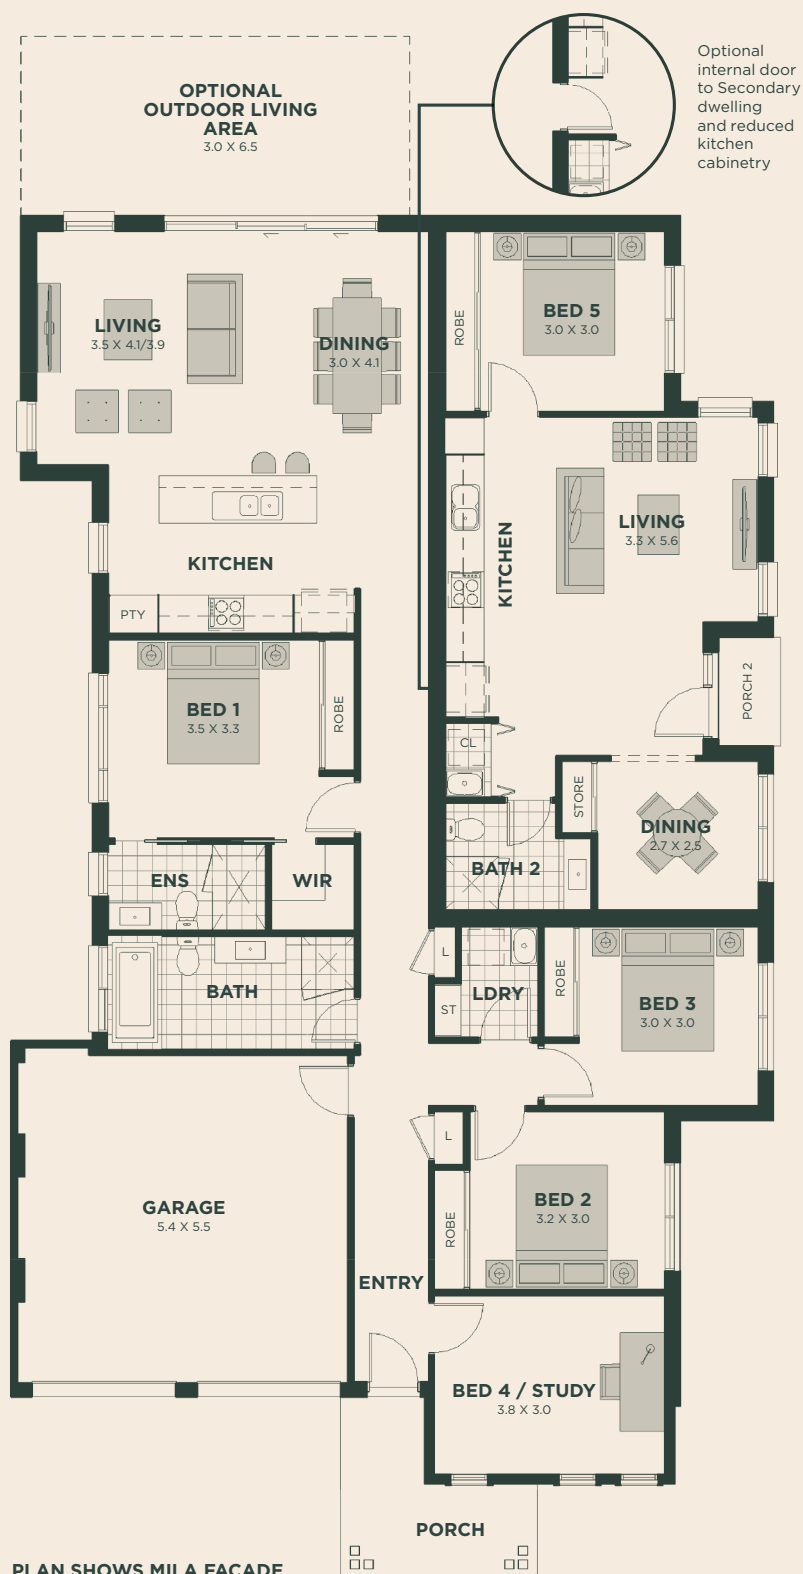 Optional
internal door
to Secondary
dwelling
and reduced
kitchen
cabinetry
OPTIONAL
OUTDOOR LIVING
AREA
3.0 X 6.5
LIVING
3.5 X 4.1/3.9
DINING
3.0 X 4.1
ROBE
BED 5
3.0 X 3.0
KITCHEN
LIVING
3.3 X 5.6
KITCHEN
PTY
BED 1
3.5 X 3.3
ROBE
PORCH 2
CL
STORE
DINING
2.7 X 2.5
BATH 2
ENS
WIR
BATH
L
ST
LDRY
ROBE
BED 3
3.0 X 3.0
L
GARAGE
5.4 X 5.5
BED 2
3.2 X 3.0
ROBE
ENTRY
BED 4 / STUDY
3.8 X 3.0
PORCH
PLAN SHOWS MILA FACADE